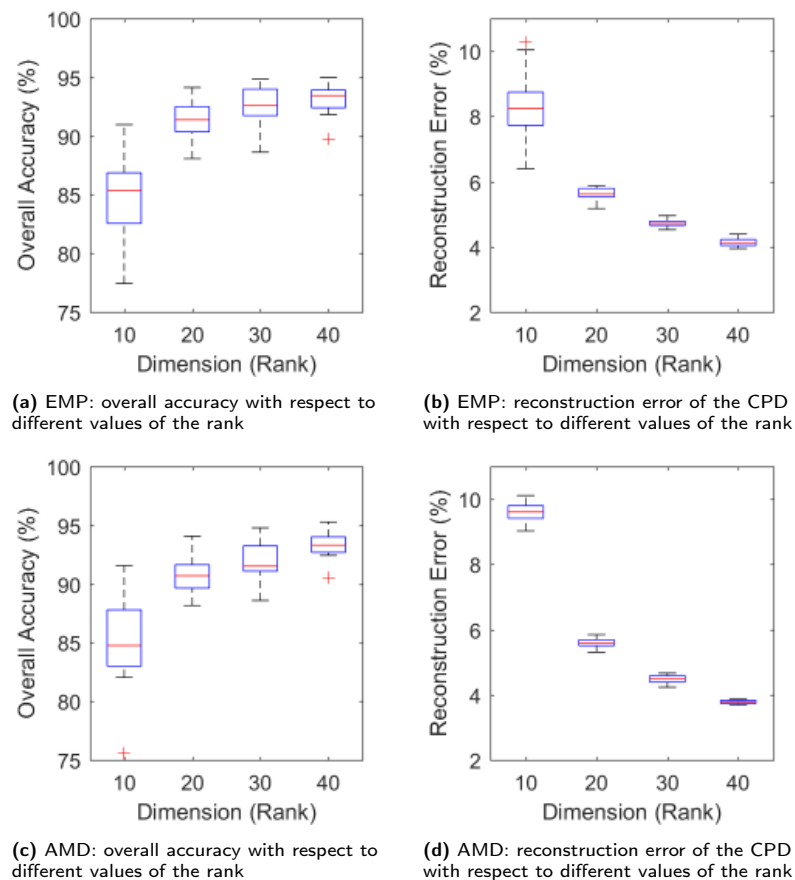 100
95
90
85
80
75
Overall Accuracy (%)
10 20 30 40
Dimension (Rank)
10
8
6
4
2
Reconstruction Error (%)
10 20 30 40
Dimension (Rank)
(a) EMP: overall accuracy with respect to
different values of the rank
(b) EMP: reconstruction error of the CPD
with respect to different values of the rank
100
95
90
85
80
75
Overall Accuracy (%)
10 20 30 40
Dimension (Rank)
10
8
6
4
2
Reconstruction Error (%)
10 20 30 40
Dimension (Rank)
(c) AMD: overall accuracy with respect to
different values of the rank
(d) AMD: reconstruction error of the CPD
with respect to different values of the rank